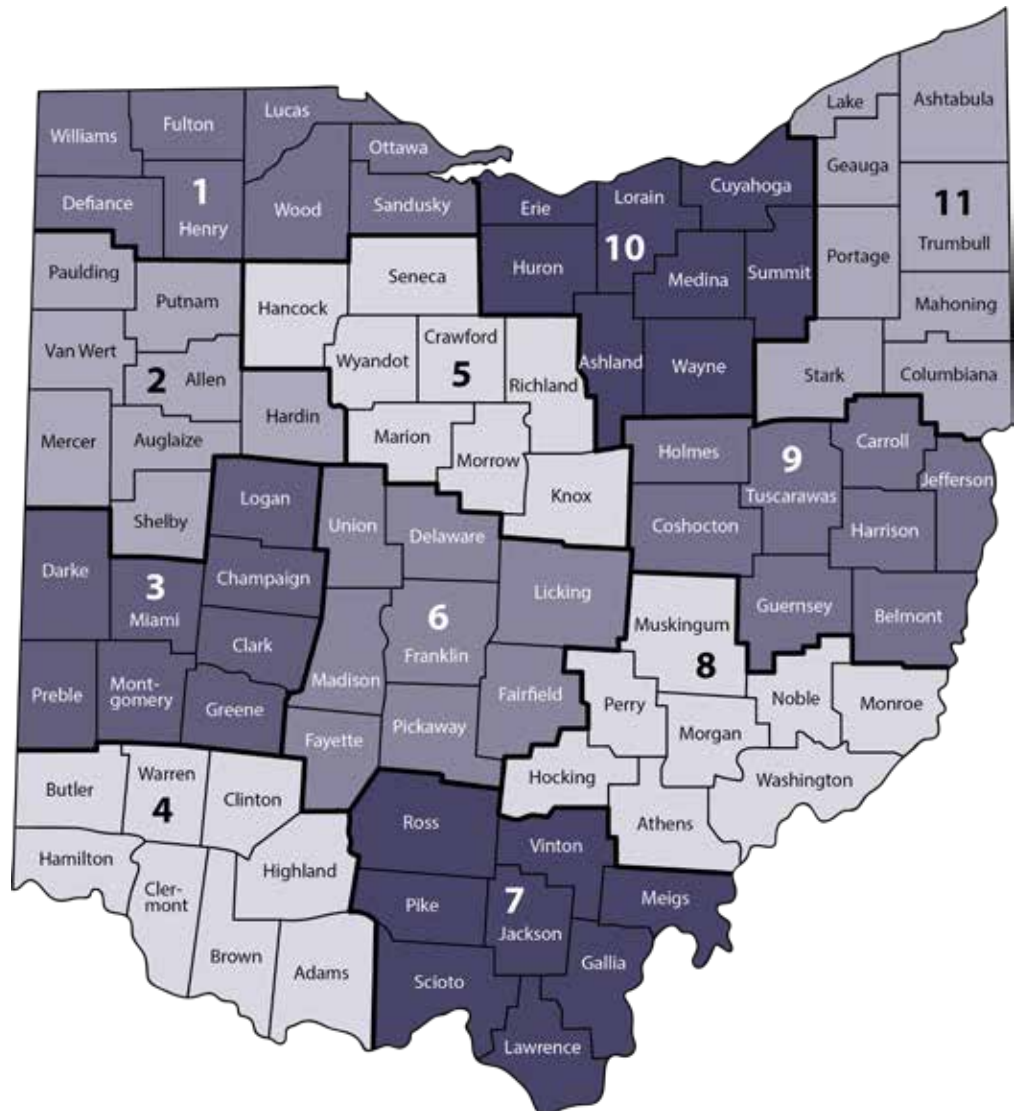 Lake
Ashtabula
Geauga
11
Trumbull
Portage
Mahoning
Stark
Columbiana
Williams
Fulton
Lucas
Ottawa
Defiance
1
Henry
Wood
Sandusky
Erie
Lorain
Cuyahoga
10
Huron
Medina
Summit
Ashland
Wayne
Paulding
Putnam
Van Wert
2
Allen
Mercer
Auglaize
Hardin
Shelby
Hancock
Seneca
Wyandot
Crawford
5
Richland
Marion
Morrow
Knox
Holmes
9
Tuscarawas
Carroll
Jefferson
Coshocton
Harrison
Guernsey
Belmont
Logan
Darke
3
Miami
Champaign
Clark
Preble
Mont-
gomery
Greene
Union
Delaware
Licking
6
Franklin
Madison
Fairfield
Fayette
Pickaway
Muskingum
8
Perry
Noble
Monroe
Morgan
Hocking
Washington
Athens
Butler
Warren
4
Clinton
Hamilton
Cler-
mont
Highland
Brown
Adams
Ross
Vinton
Pike
7
Jackson
Meigs
Gallia
Scioto
Lawrence